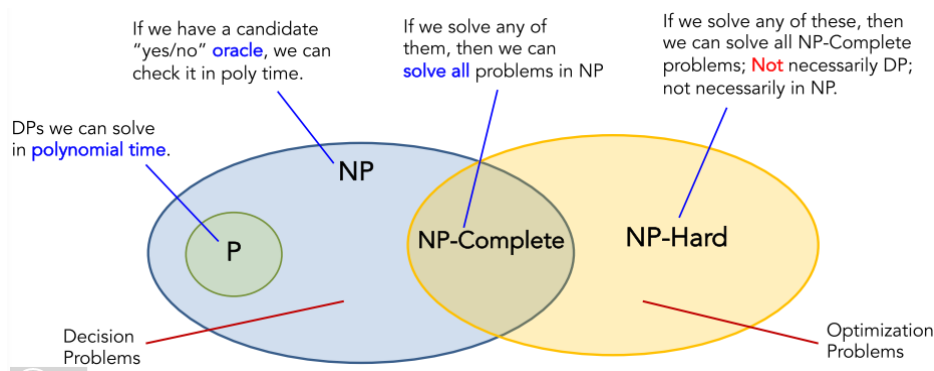 If we have a candidate
“yes/no” oracle, we can
check it in poly time.
If we solve any of
them, then we can
solve all problems in NP
If we solve any of these, then
we can solve all NP-Complete
problems; Not necessarily DP;
not necessarily in NP.
DPs we can solve
in polynomial time.
NP
P
NP-Complete
NP-Hard
Decision
Problems
Optimization
Problems